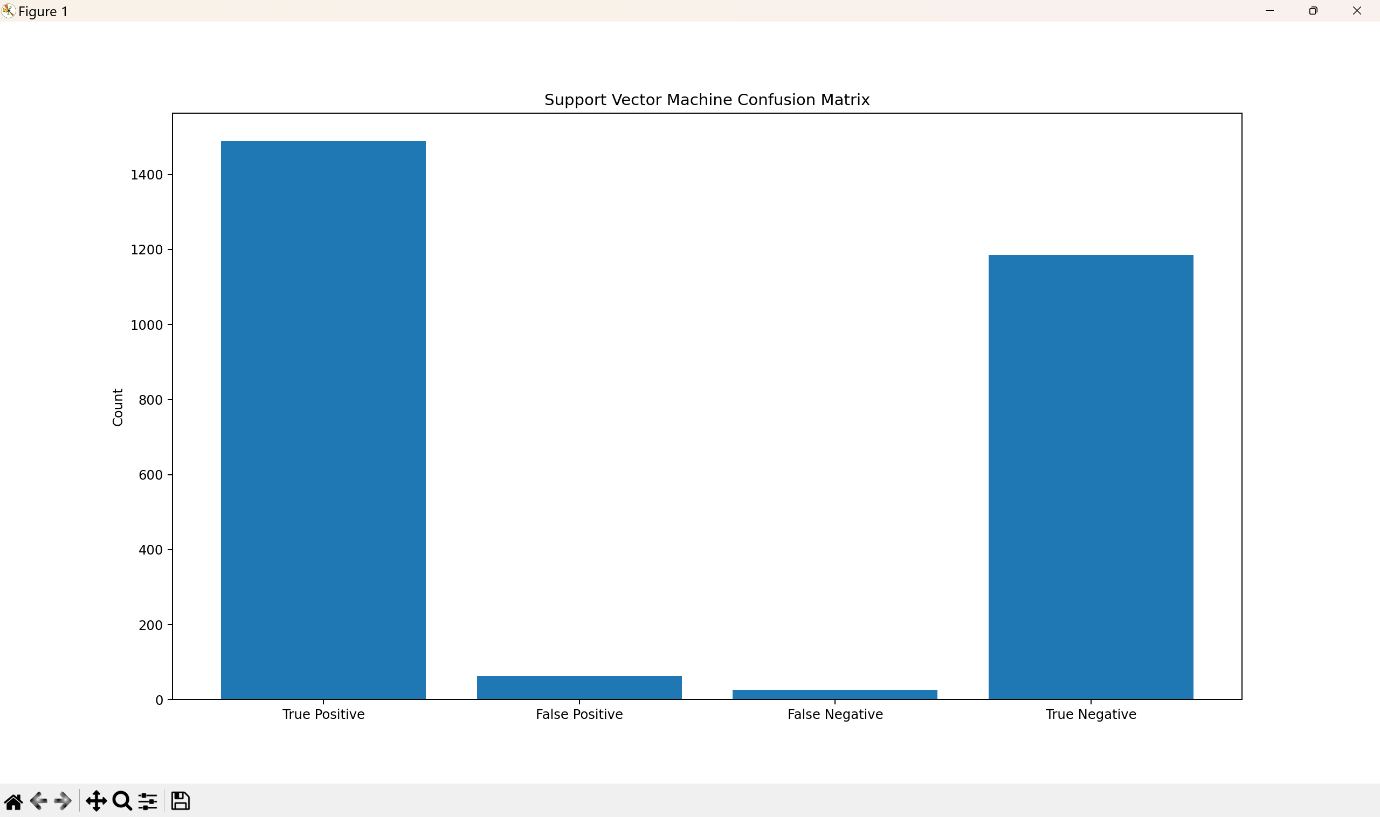 Figure 1
Support Vector Machine Confusion Matrix
1400
1200
1000
800
600
400
200
0
Count
True Positive False Positive False Negative True Negative